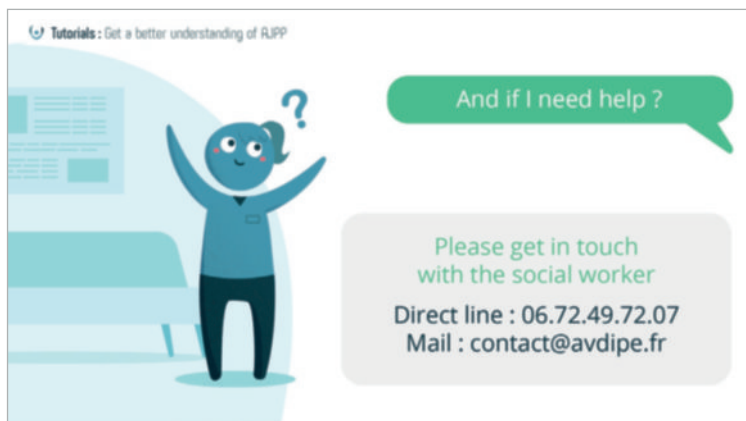 Tutorials : Get a better understanding of AJPP
And if I need help ?
?
Please get in touch
with the social worker
Direct line : 06.72.49.72.07
Mail : contact@avdipe.fr